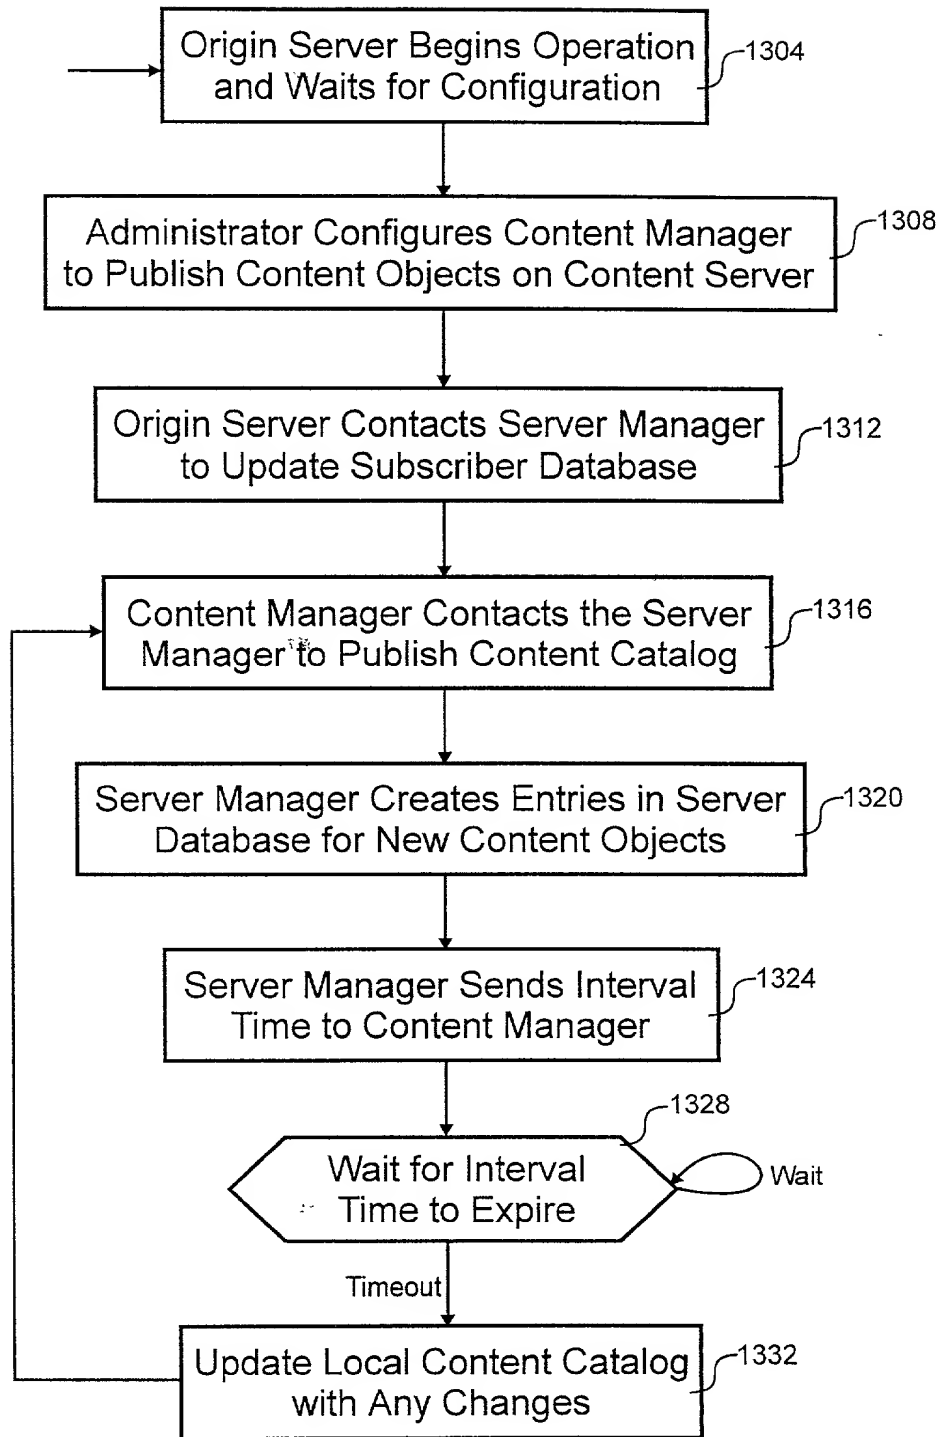 Origin Server Begins Operation
and Waits for Configuration
1304
Administrator Configures Content Manager
to Publish Content Objects on Content Server
1308
Origin Server Contacts Server Manager
to Update Subscriber Database
1312
Content Manager Contacts the Server
Manager to Publish Content Catalog
1316
Server Manager Creates Entries in Server
Database for New Content Objects
1320
Server Manager Sends Interval
Time to Content Manager
1324
1328
Wait for Interval
Time to Expire
Wait
Timeout
Update Local Content Catalog
with Any Changes
1332